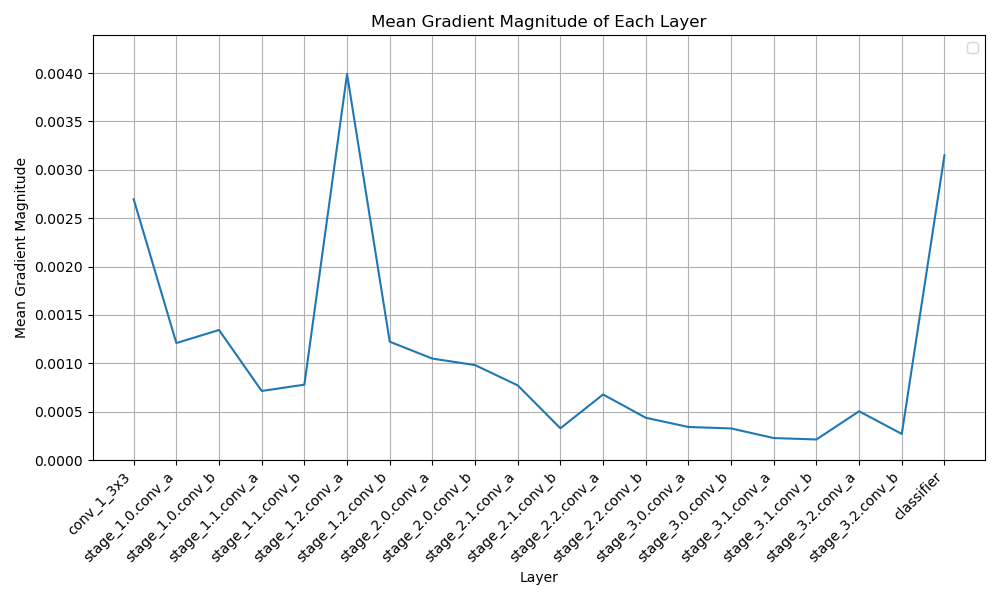 Mean Gradient Magnitude of Each Layer
Mean Gradient Magnitude
0.0040
0.0035
0.0030
0.0025
0.0020
0.0015
0.0010
0.0005
0.0000
conv_1_3x3
stage_1.0.conv_a
stage_1.0.conv_b
stage_1.1.conv_a
stage_1.1.conv_b
stage_1.2.conv_a
stage_1.2.conv_b
stage_2.0.conv_a
stage_2.0.conv_b
stage_2.1.conv_a
stage_2.1.conv_b
stage_2.2.conv_a
stage_2.2.conv_b
stage_3.0.conv_a
stage_3.0.conv_b
stage_3.1.conv_a
stage_3.1.conv_b
stage_3.2.conv_a
stage_3.2.conv_b
classifier
Layer